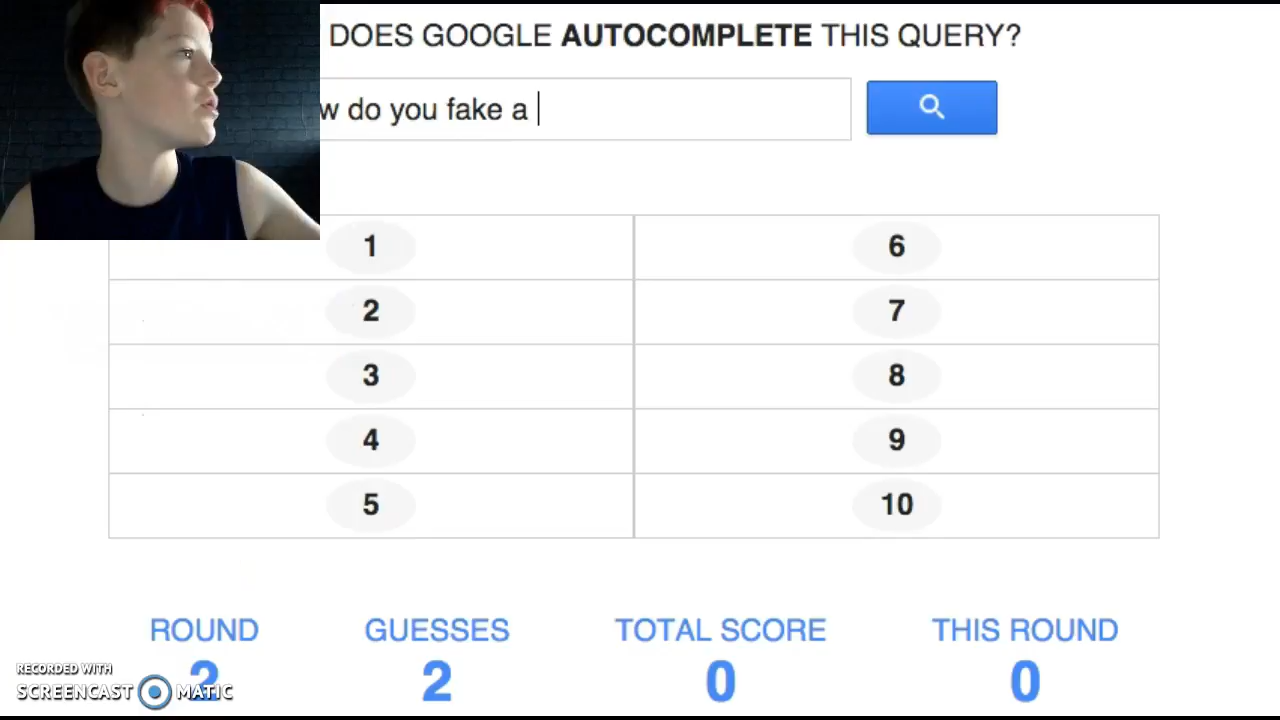 DOES GOOGLE AUTOCOMPLETE THIS QUERY?
w do you fake a
1 6
2 7
3 8
4 9
5 10
ROUND GUESSES TOTAL SCORE THIS ROUND
2 2 0 0
RECORDED WITH
SCREENCAST MATIC